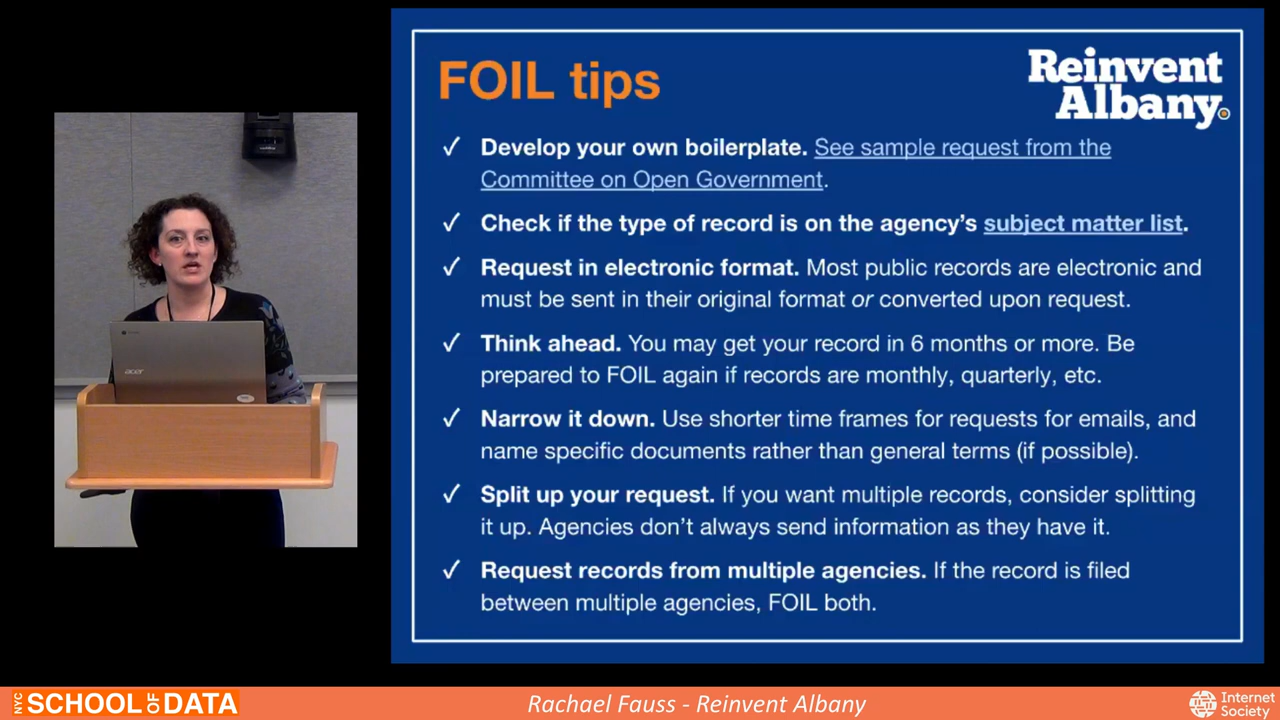 FOIL tips
Reinvent
Albany
✓ Develop your own boilerplate. See sample request from the
Committee on Open Government.
✓ Check if the type of record is on the agency's subject matter list.
✓ Request in electronic format. Most public records are electronic and
must be sent in their original format or converted upon request.
✓ Think ahead. You may get your record in 6 months or more. Be
prepared to FOIL again if records are monthly, quarterly, etc.
✓ Narrow it down. Use shorter time frames for requests for emails, and
name specific documents rather than general terms (if possible).
✓ Split up your request. If you want multiple records, consider splitting
it up. Agencies don't always send information as they have it.
✓ Request records from multiple agencies. If the record is filed
between multiple agencies, FOIL both.
acer
NYC SCHOOL OF DATA
Rachael Fauss - Reinvent Albany
Internet
Society